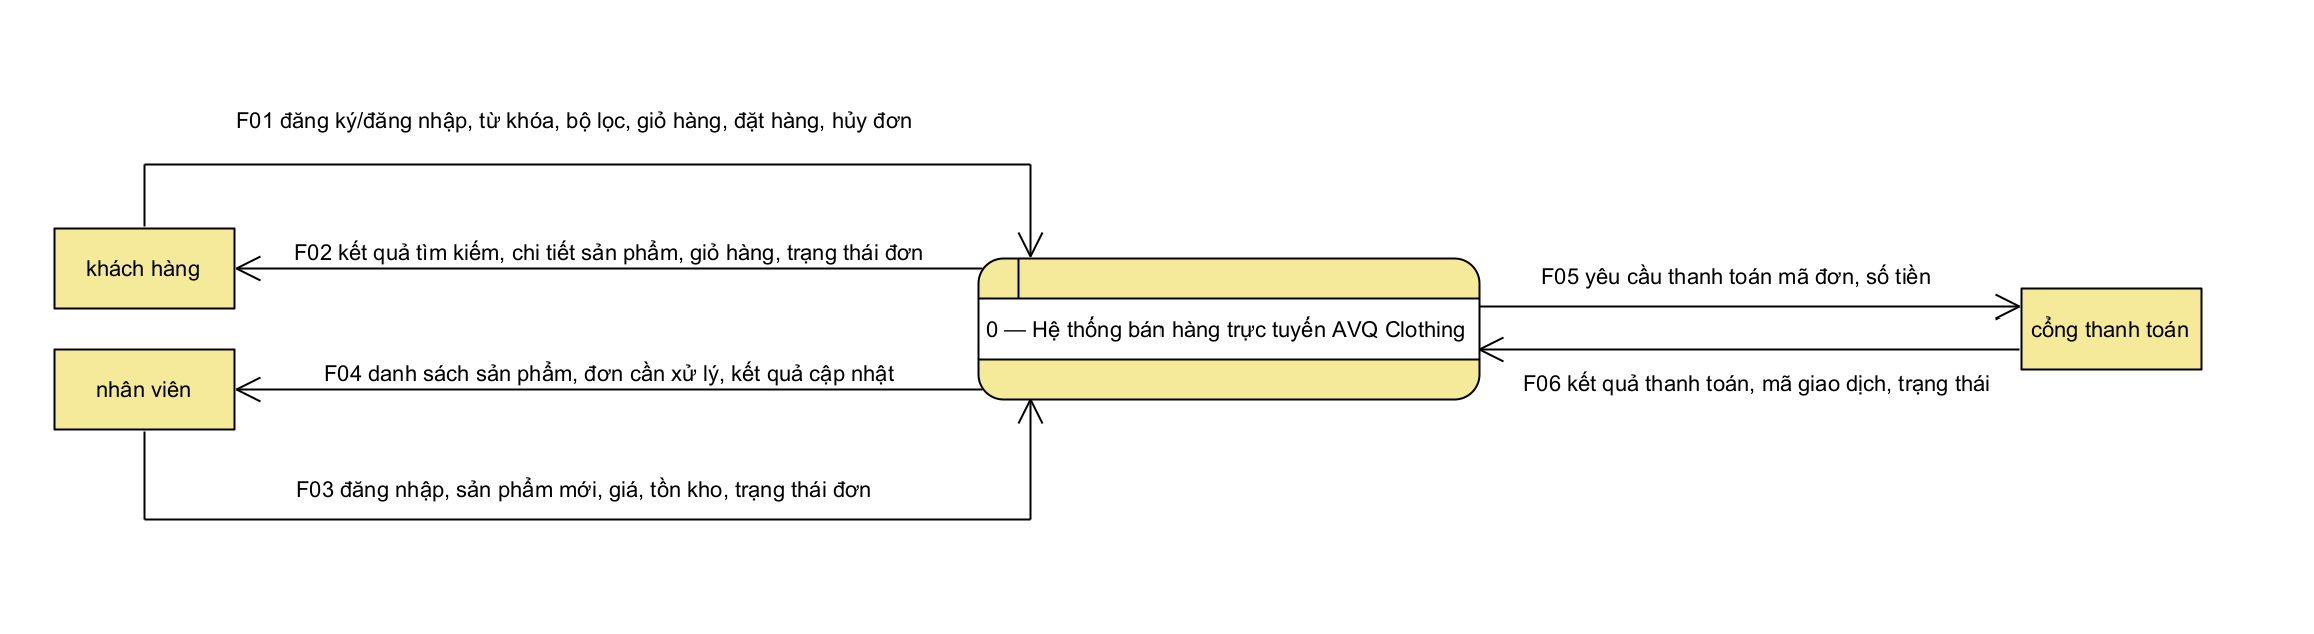 F01 đăng ký/đăng nhập, từ khóa, bộ lọc, giỏ hàng, đặt hàng, hủy đơn
khách hàng
F02 kết quả tìm kiếm, chi tiết sản phẩm, giỏ hàng, trạng thái đơn
0 — Hệ thống bán hàng trực tuyến AVQ Clothing
F05 yêu cầu thanh toán mã đơn, số tiền
cổng thanh toán
F06 kết quả thanh toán, mã giao dịch, trạng thái
nhân viên
F04 danh sách sản phẩm, đơn cần xử lý, kết quả cập nhật
F03 đăng nhập, sản phẩm mới, giá, tồn kho, trạng thái đơn